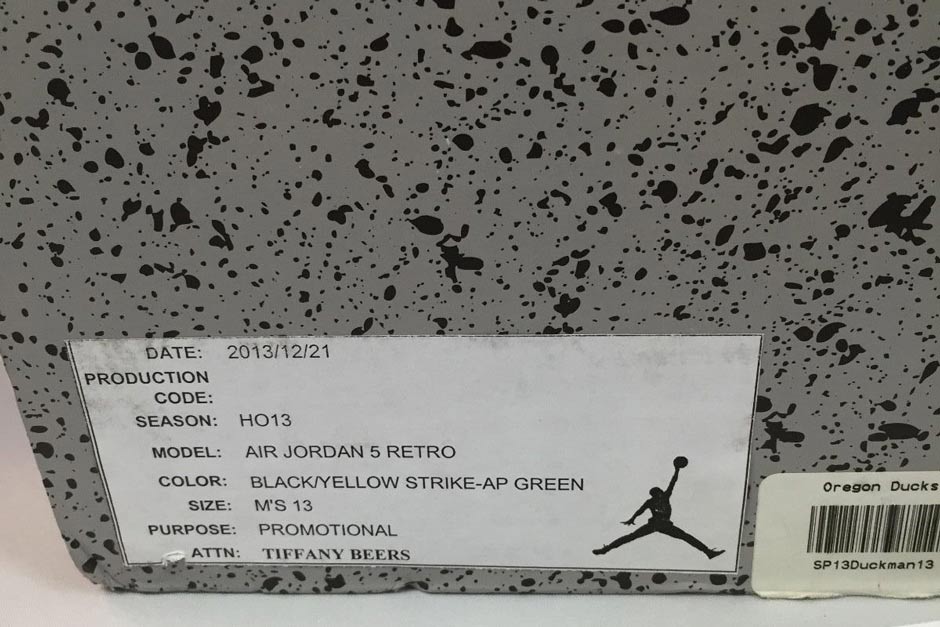 DATE: 2013/12/21
PRODUCTION
CODE:
SEASON: HO13
MODEL: AIR JORDAN 5 RETRO
COLOR: BLACK/YELLOW STRIKE-AP GREEN
SIZE: M'S 13
PURPOSE: PROMOTIONAL
ATTN: TIFFANY BEERS
Oregon Ducks
SP13Duckman13